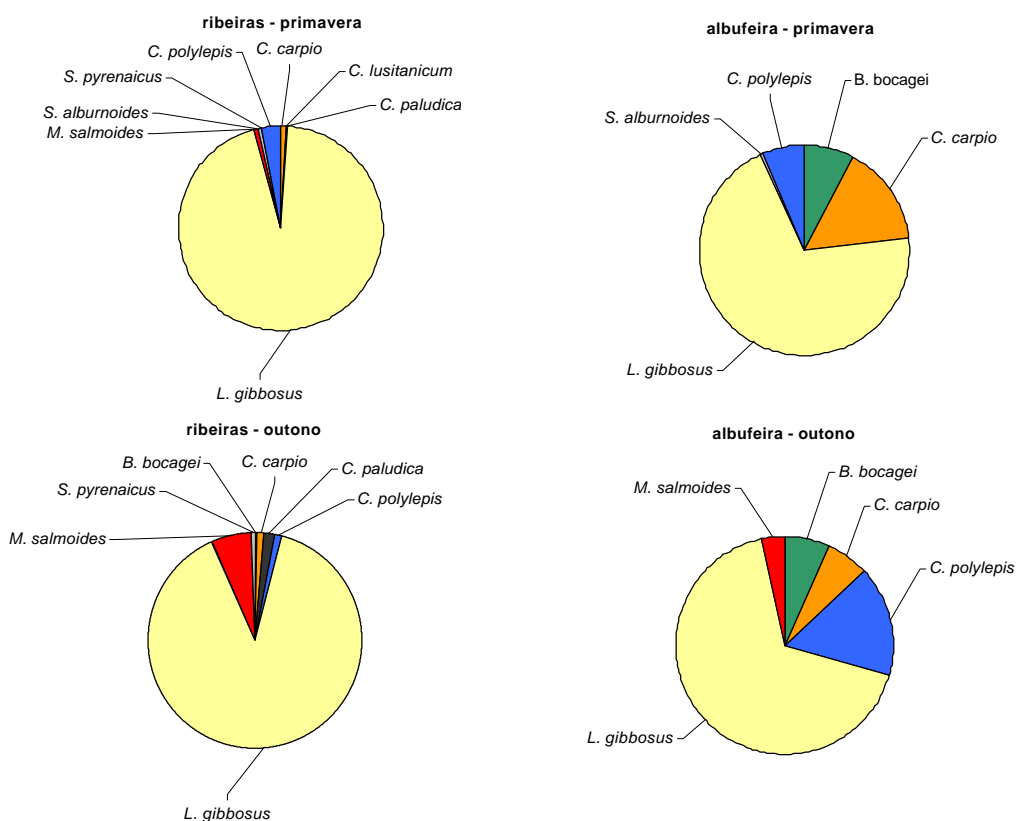 ribeiras - primavera
C. polylepis
C. carpio
S. pyrenaicus
C. lusitanicum
S. alburnoides
C. paludica
M. salmoides
L. gibbosus
albufeira - primavera
C. polylepis
B. bocagei
S. alburnoides
C. carpio
L. gibbosus
ribeiras - outono
B. bocagei
C. carpio
C. paludica
S. pyrenaicus
C. polylepis
M. salmoides
L. gibbosus
albufeira - outono
B. bocagei
M. salmoides
C. carpio
C. polylepis
L. gibbosus